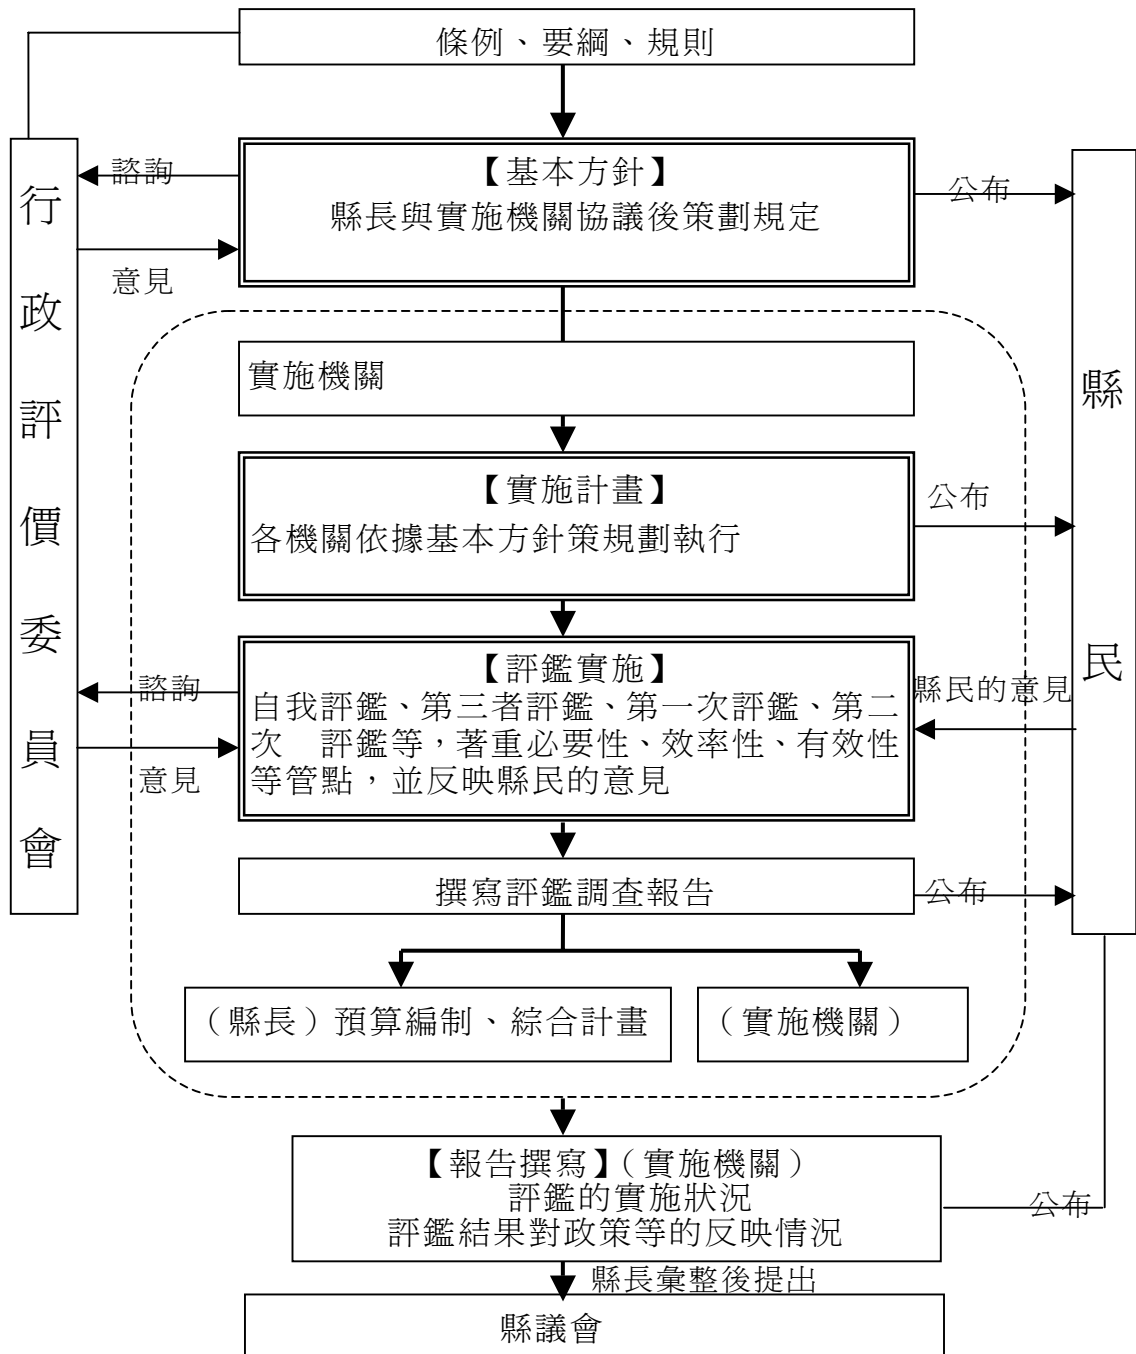 條例、要綱、規則
行政評價委員會
諮詢
意見
【基本方針】
縣長與實施機關協議後策劃規定
公布
縣民
實施機關
【實施計畫】
各機關依據基本方針策規劃執行
公布
諮詢
意見
【評鑑實施】
自我評鑑、第三者評鑑、第一次評鑑、第二
次　評鑑等，著重必要性、效率性、有效性
等管點，並反映縣民的意見
縣民的意見
撰寫評鑑調查報告
公布
（縣長）預算編制、綜合計畫
（實施機關）
【報告撰寫】（實施機關）
評鑑的實施狀況
評鑑結果對政策等的反映情況
公布
縣長彙整後提出
縣議會